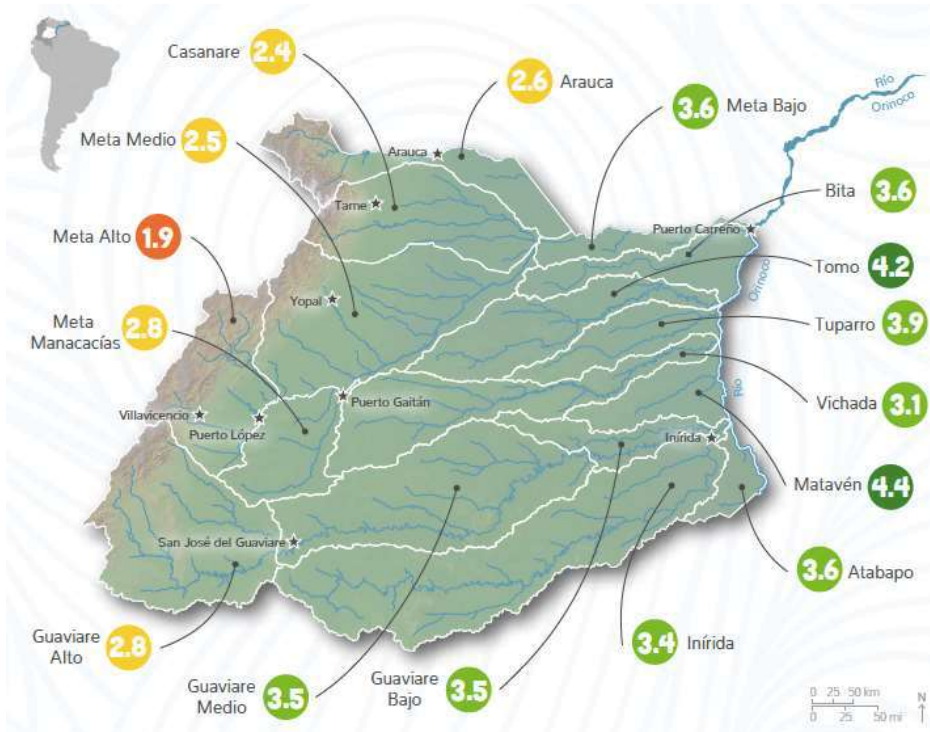 Casanare 2.4
2.6 Arauca
3.6 Meta Bajo
Río
Orinoco
Meta Medio 2.5
Arauca
Bita 3.6
Tame
Puerto Carreño
Meta Alto 1.9
Tomo 4.2
Orinoco
Yopal
Meta
Manacacías 2.8
Tuparro 3.9
Río
Puerto Gaitán
Vichada 3.1
Villavicencio
Puerto López
Inírida
Matavén 4.4
San José del Guaviare
3.6 Atabapo
Guaviare
Alto 2.8
3.4 Inírida
Guaviare
Medio 3.5
Guaviare
Bajo 3.5
0 25 50 km
0 25 50 mi
N